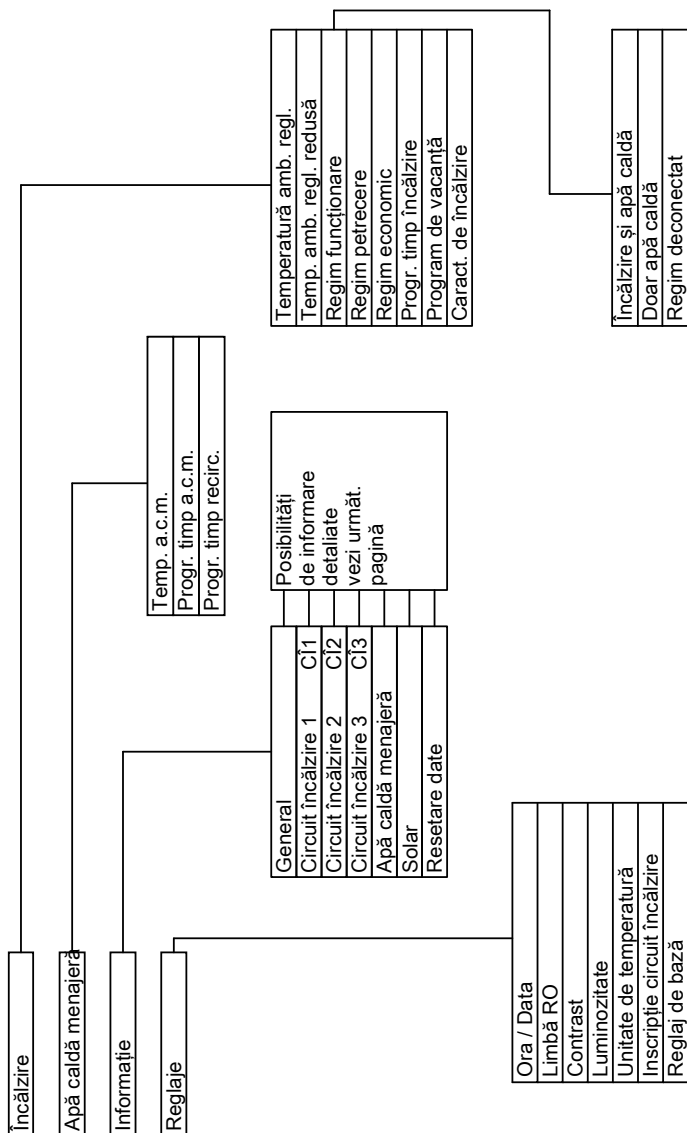 Încălzire
Apă caldă menajeră
Informație
Reglaje
Temperatură amb. regl.
Temp. amb. regl. redusă
Regim funcționare
Regim petrecere
Regim economic
Progr. timp încălzire
Program de vacanță
Caract. de încălzire
Încălzire și apă caldă
Doar apă caldă
Regim deconectat
Temp. a.c.m.
Progr. timp a.c.m.
Progr. timp recirc.
General
Circuit încălzire 1 CÎ1
Circuit încălzire 2 CÎ2
Circuit încălzire 3 CÎ3
Apă caldă menajeră
Solar
Resetare date
Posibilități
de informare
detaliate
vezi următ.
pagină
Ora / Data
Limbă RO
Contrast
Luminozitate
Unitate de temperatură
Inscripție circuit încălzire
Reglaj de bază